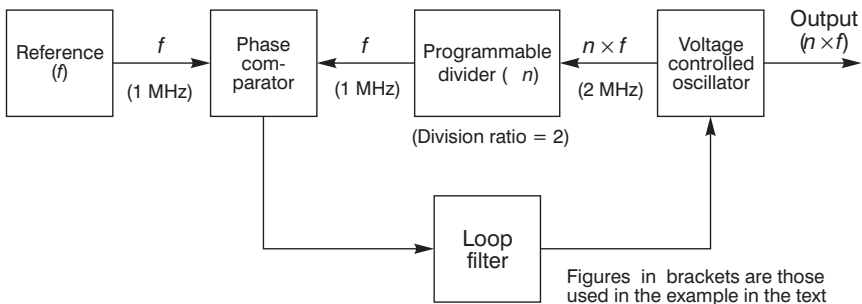 Reference
(f)
f
(1 MHz)
Phase
com-
parator
f
(1 MHz)
Programmable
divider ( n)
(Division ratio = 2)
n × f
(2 MHz)
Voltage
controlled
oscillator
Output
(n × f)
Loop
filter
Figures in brackets are those
used in the example in the text